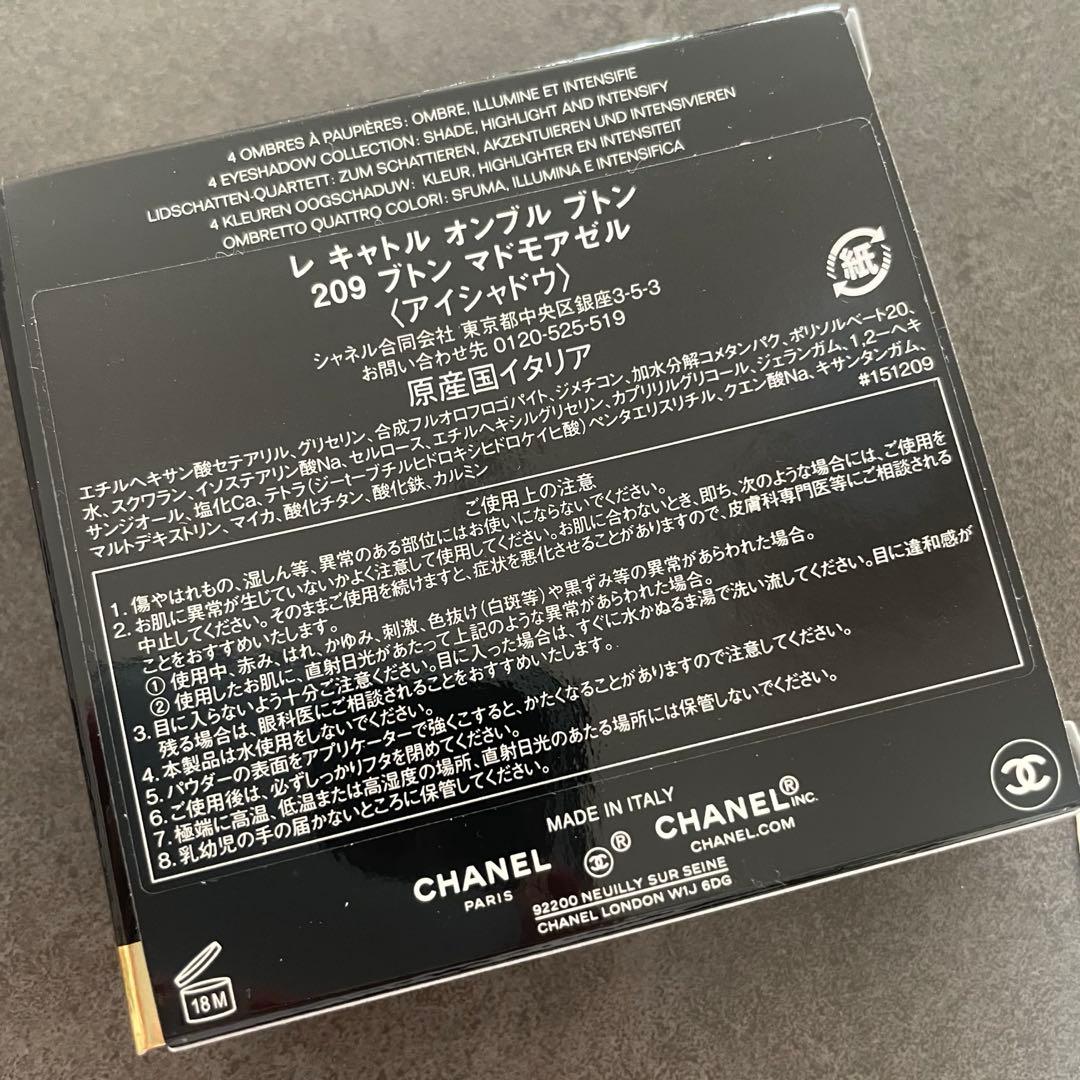 4 OMBRES À PAUPIÈRES: OMBRE, ILLUMINE ET INTENSIFIE
4 EYESHADOW COLLECTION: SHADE, HIGHLIGHT AND INTENSIFY
LIDSCHATTEN-QUARTETT: ZUM SCHATTIEREN, AKZENTUIEREN UND INTENSIVIEREN
4 KLEUREN OOGSCHADUW: KLEUR, HIGHLIGHTER EN INTENSITEIT
OMBRETTO QUATTRO COLORI: SFUMA, ILLUMINA E INTENSIFICA
レ キャトル オンブル ブトン
209 ブトン マドモアゼル
〈アイシャドウ〉
シャネル合同会社 東京都中央区銀座3-5-3
お問い合わせ先 0120-525-519
原産国イタリア
紙
エチルヘキサン酸セテアリル、グリセリン、合成フルオロフロゴパイト、ジメチコン、加水分解コメタンパク、ポリソルベート20、
水、スクワラン、イソステアリン酸Na、セルロース、エチルヘキシルグリセリン、カプリリルグリコール、ジェランガム、1,2-ヘキ
サンジオール、塩化Ca、テトラ(ジ-t-ブチルヒドロキシヒドロケイヒ酸)ペンタエリスリチル、クエン酸Na、キサンタンガム、
マルトデキストリン、マイカ、酸化チタン、酸化鉄、カルミン
#151209
ご使用上の注意
1. 傷やはれもの、湿しん等、異常のある部位にはお使いにならないでください。
2. お肌に異常が生じていないかよく注意して使用してください。お肌に合わないとき、即ち、次のような場合には、ご使用を
中止してください。そのままご使用を続けますと、症状を悪化させることがありますので、皮膚科専門医等にご相談される
ことをおすすめいたします。
① 使用中、赤み、はれ、かゆみ、刺激、色抜け(白斑等)や黒ずみ等の異常があらわれた場合。
② 使用したお肌に、直射日光があたって上記のような異常があらわれた場合。
3. 目に入らないよう十分ご注意ください。目に入った場合は、すぐに水かぬるま湯で洗い流してください。目に違和感が
残る場合は、眼科医にご相談されることをおすすめいたします。
4. 本製品は水使用をしないでください。
5. パウダーの表面をアプリケーターで強くこすると、かたくなることがありますので注意してください。
6. ご使用後は、必ずしっかりフタを閉めてください。
7. 極端に高温、低温または高湿度の場所、直射日光のあたる場所には保管しないでください。
8. 乳幼児の手の届かないところに保管してください。
MADE IN ITALY
CHANEL ® CHANEL® INC.
PARIS CHANEL.COM
92200 NEUILLY SUR SEINE
CHANEL LONDON W1J 6DG
18 M